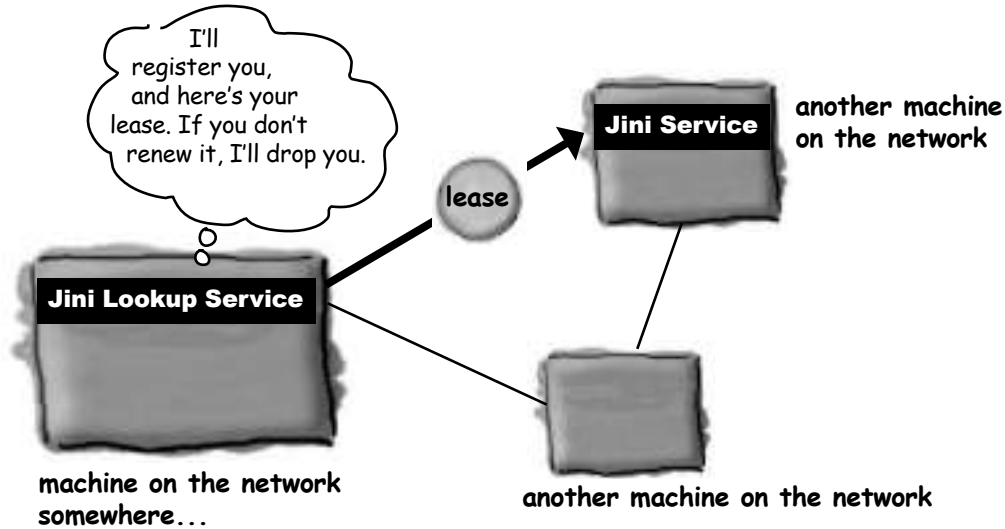 I'll
register you,
and here's your
lease. If you don't
renew it, I'll drop you.
Jini Service
another machine
on the network
lease
Jini Lookup Service
machine on the network
somewhere...
another machine on the network